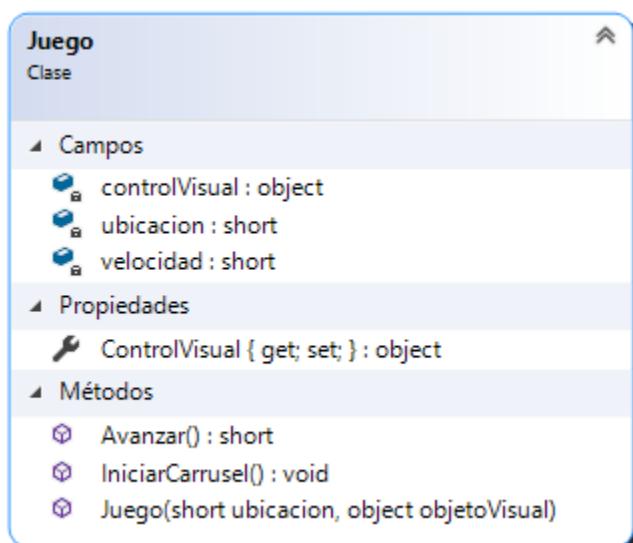 Juego
Clase
Campos
controlVisual : object
ubicacion : short
velocidad : short
Propiedades
ControlVisual { get; set; } : object
Métodos
Avanzar() : short
IniciarCarrusel() : void
Juego(short ubicacion, object objetoVisual)